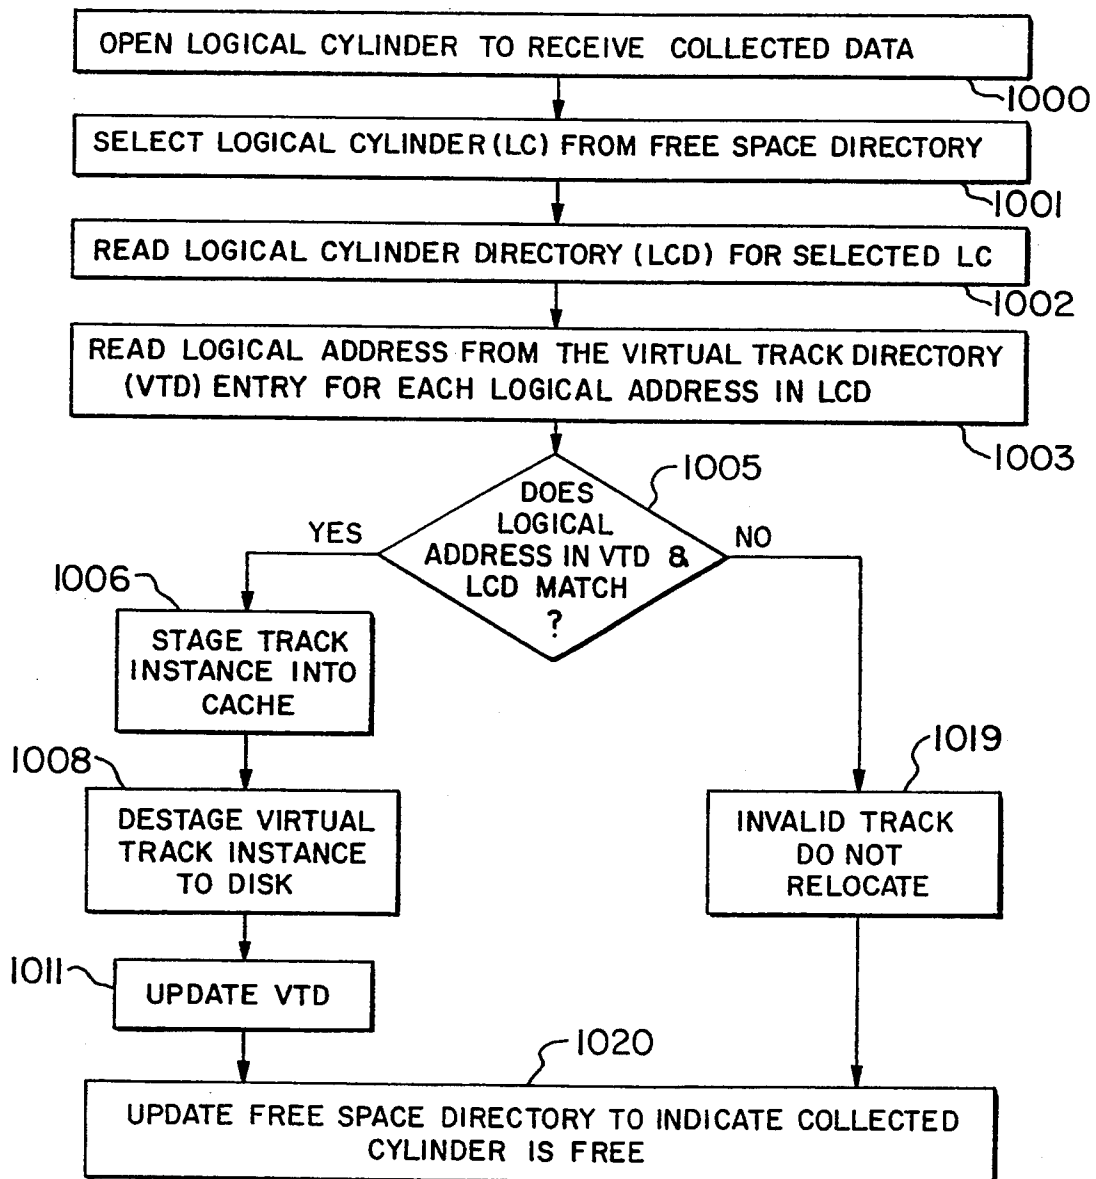 OPEN LOGICAL CYLINDER TO RECEIVE COLLECTED DATA
1000
SELECT LOGICAL CYLINDER (LC) FROM FREE SPACE DIRECTORY
1001
READ LOGICAL CYLINDER DIRECTORY (LCD) FOR SELECTED LC
1002
READ LOGICAL ADDRESS FROM THE VIRTUAL TRACK DIRECTORY
(VTD) ENTRY FOR EACH LOGICAL ADDRESS IN LCD
1003
1005
DOES
LOGICAL
ADDRESS IN VTD &
LCD MATCH
?
YES
NO
1006
STAGE TRACK
INSTANCE INTO
CACHE
1008
DESTAGE VIRTUAL
TRACK INSTANCE
TO DISK
1019
INVALID TRACK
DO NOT
RELOCATE
1011
UPDATE VTD
1020
UPDATE FREE SPACE DIRECTORY TO INDICATE COLLECTED
CYLINDER IS FREE